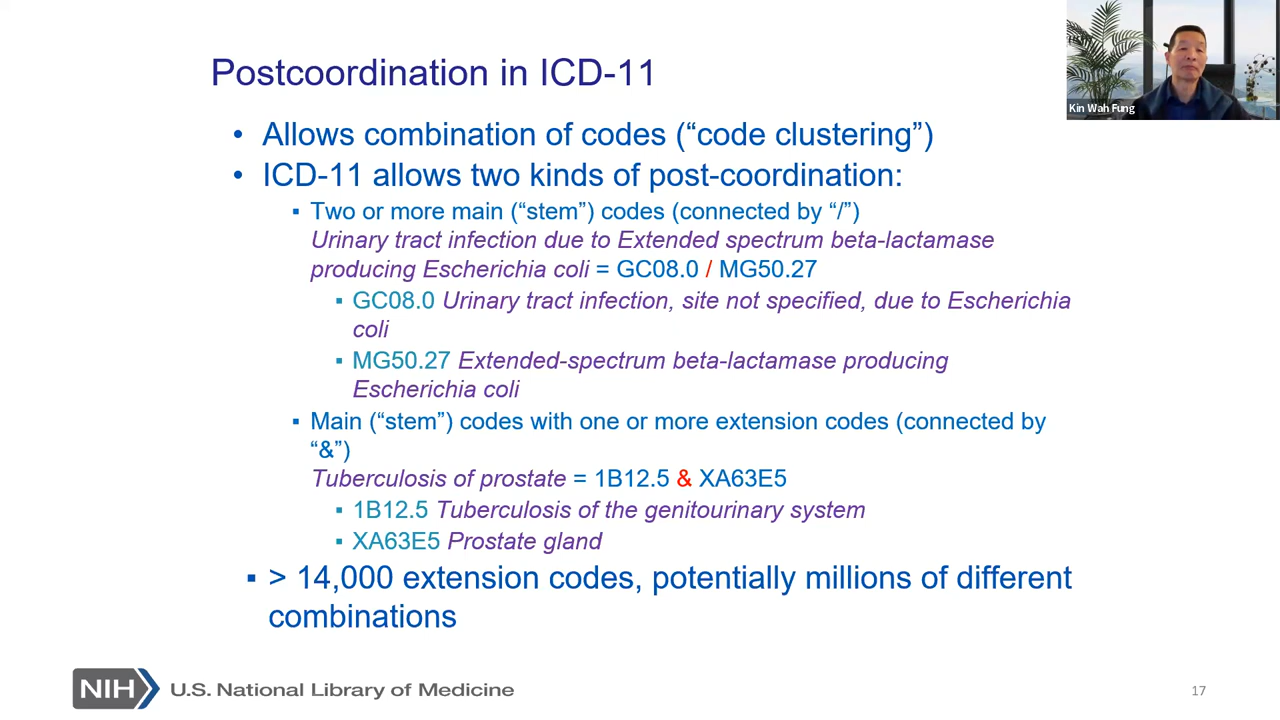 Postcoordination in ICD-11
Kin Wah Fung
• Allows combination of codes (“code clustering”)
• ICD-11 allows two kinds of post-coordination:
▪ Two or more main (“stem”) codes (connected by “/”)
Urinary tract infection due to Extended spectrum beta-lactamase
producing Escherichia coli = GC08.0 / MG50.27
▪ GC08.0 Urinary tract infection, site not specified, due to Escherichia
coli
▪ MG50.27 Extended-spectrum beta-lactamase producing
Escherichia coli
▪ Main (“stem”) codes with one or more extension codes (connected by
“&”)
Tuberculosis of prostate = 1B12.5 & XA63E5
▪ 1B12.5 Tuberculosis of the genitourinary system
▪ XA63E5 Prostate gland
▪ > 14,000 extension codes, potentially millions of different
combinations
NIH U.S. National Library of Medicine
17